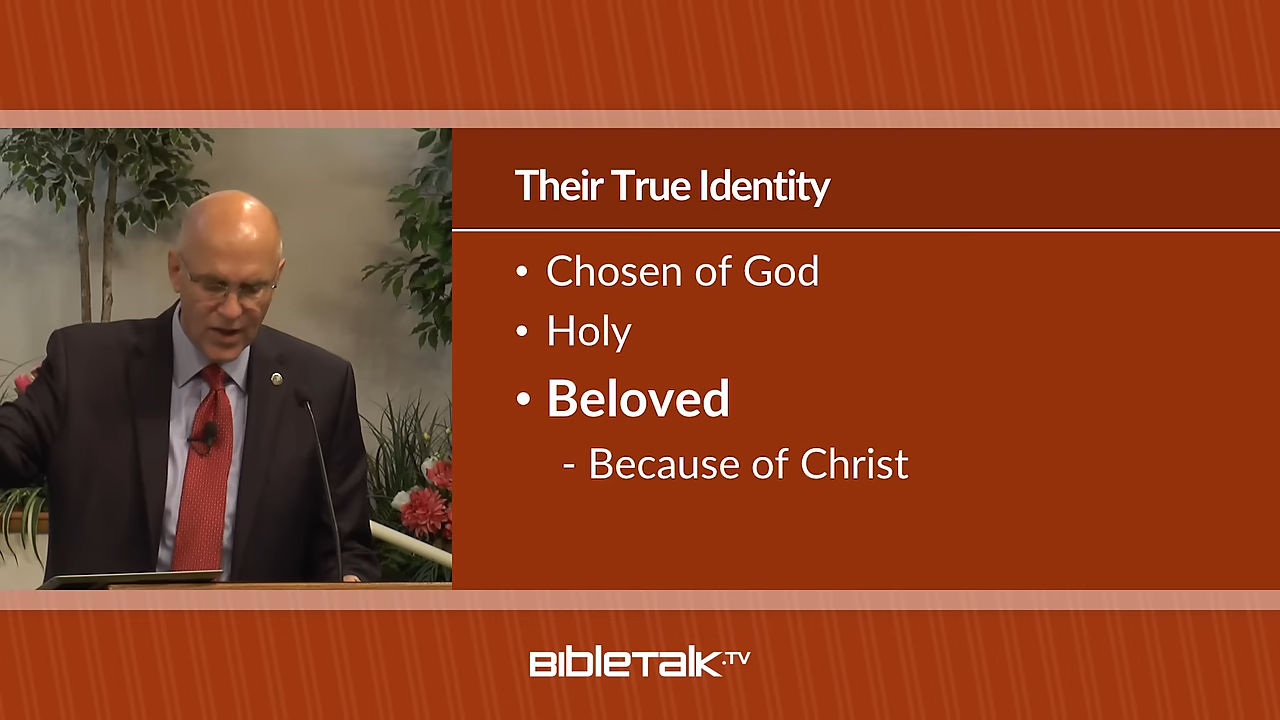 Their True Identity
• Chosen of God
• Holy
• Beloved
- Because of Christ
BIBLETALK.TV